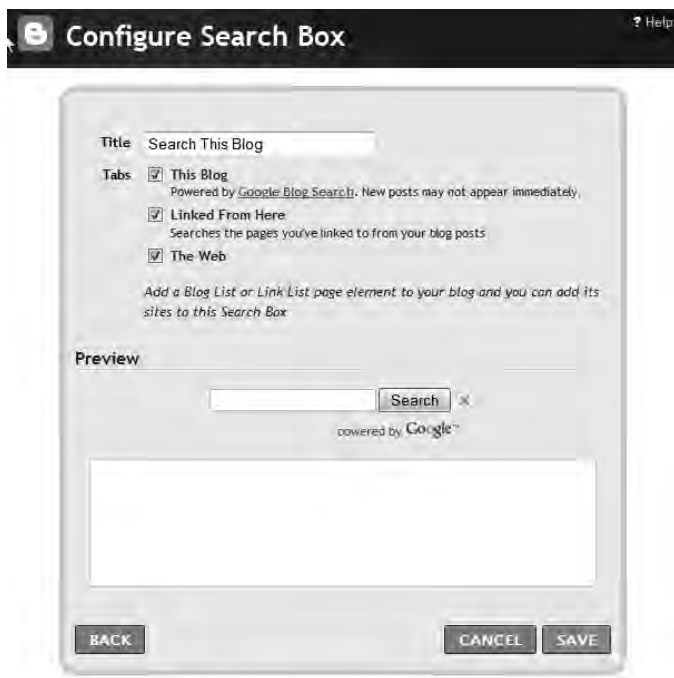 ? Help
Configure Search Box
Title Search This Blog
Tabs This Blog
Powered by Google Blog Search. New posts may not appear immediately.
Linked From Here
Searches the pages you've linked to from your blog posts
The Web
Add a Blog List or Link List page element to your blog and you can add its
sites to this Search Box
Preview
Search ×
powered by Google™
BACK CANCEL SAVE